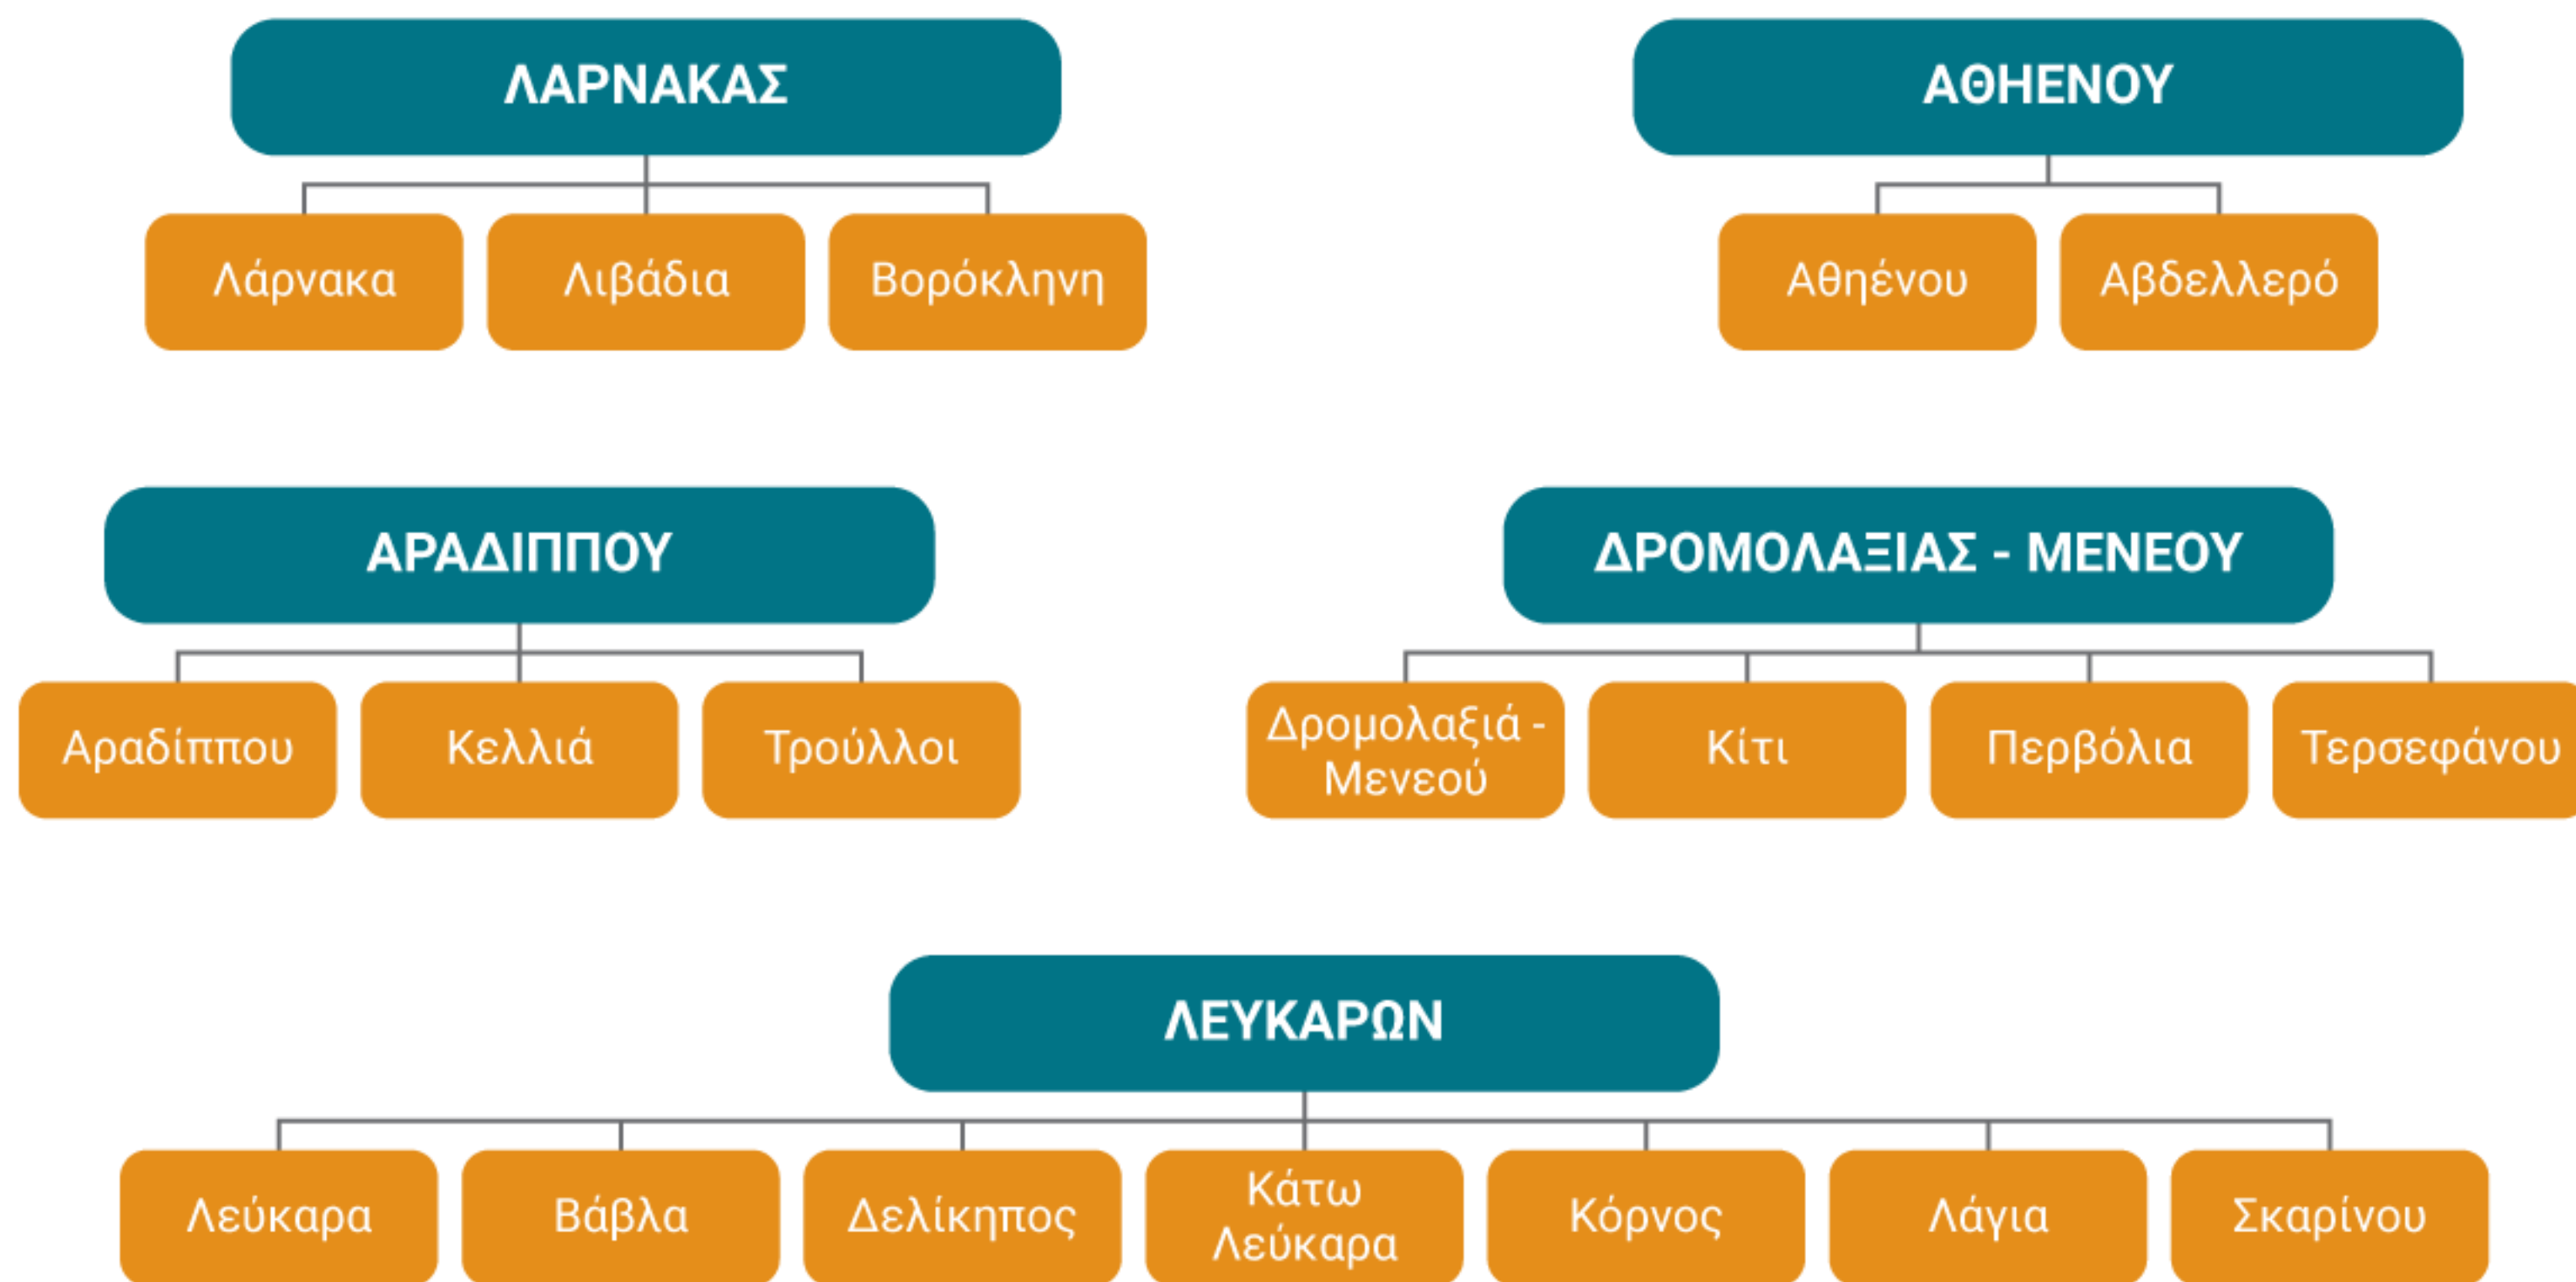 ΛΑΡΝΑΚΑΣ
Λάρνακα
Λιβάδια
Βορόκληνη
ΑΘΗΕΝΟΥ
Αθηένου
Αβδελλερό
ΑΡΑΔΙΠΠΟΥ
Αραδίππου
Κελλιά
Τρούλλοι
ΔΡΟΜΟΛΑΞΙΑΣ - ΜΕΝΕΟΥ
Δρομολαξιά -
Μενεού
Κίτι
Περβόλια
Τερσεφάνου
ΛΕΥΚΑΡΩΝ
Λεύκαρα
Βάβλα
Δελίκηπος
Κάτω
Λεύκαρα
Κόρνος
Λάγια
Σκαρίνου